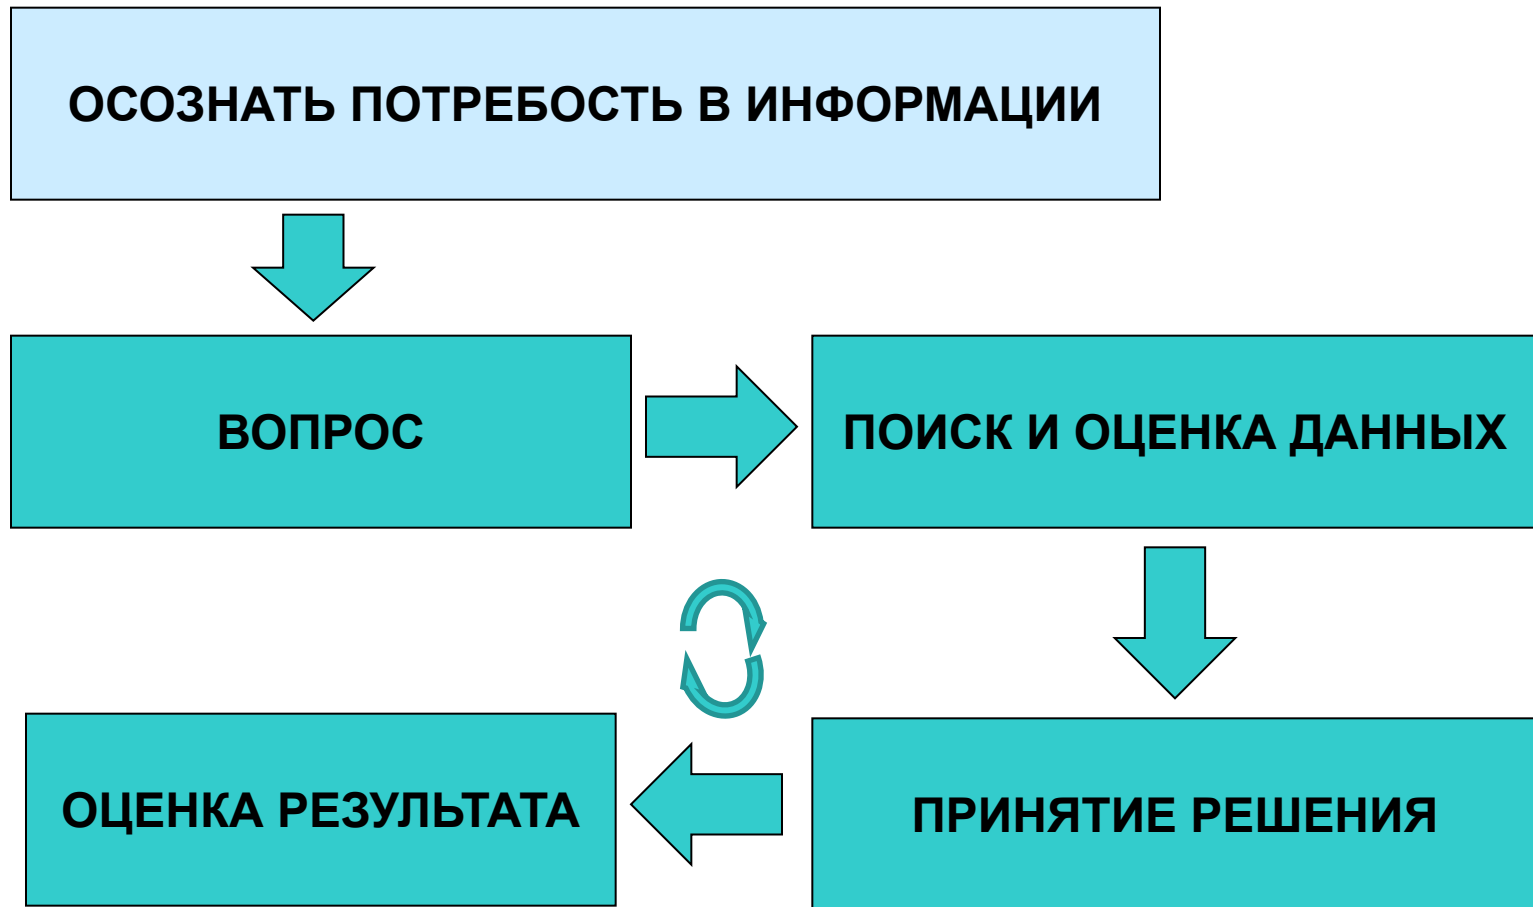 ОСОЗНАТЬ ПОТРЕБОСТЬ В ИНФОРМАЦИИ
ВОПРОС
ПОИСК И ОЦЕНКА ДАННЫХ
ОЦЕНКА РЕЗУЛЬТАТА
ПРИНЯТИЕ РЕШЕНИЯ